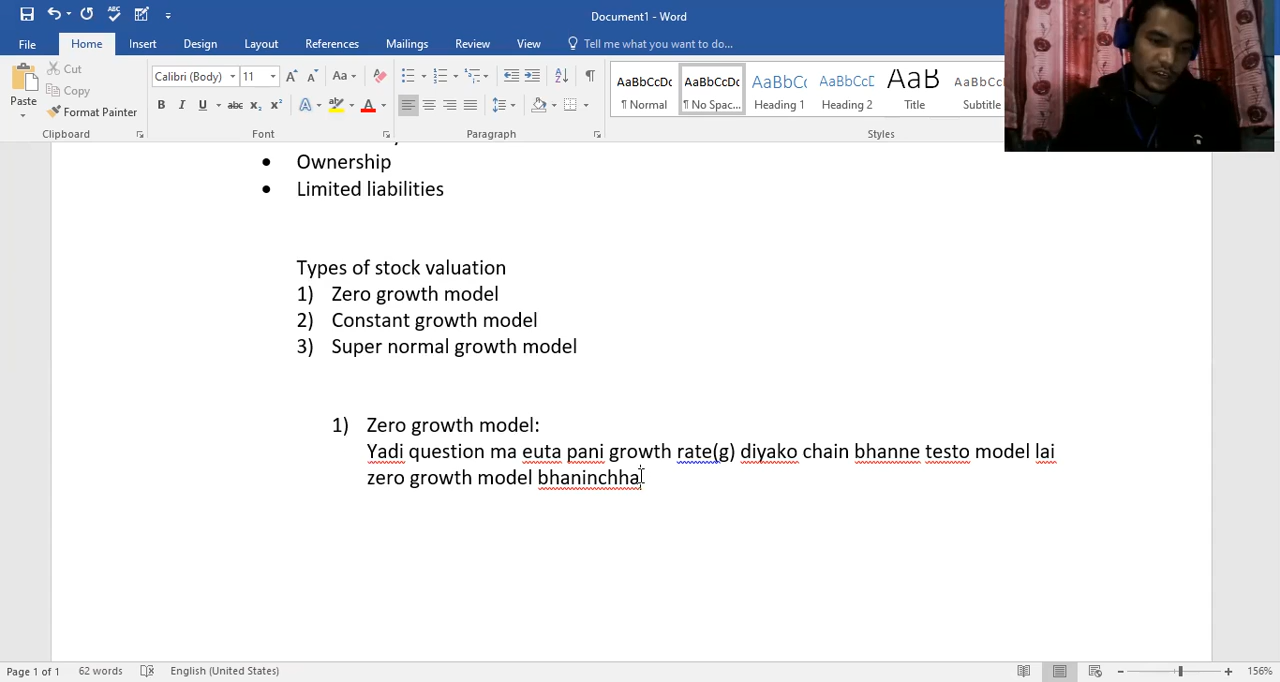 Document1 - Word
File Home Insert Design Layout References Mailings Review View Tell me what you want to do...
Cut
Copy
Format Painter
Paste
Calibri (Body) 11
AaBbCcDc AaBbCcDc AaBbC( AaBbCcE AaB AaBbCcD
¶ Normal ¶ No Spac... Heading 1 Heading 2 Title Subtitle
Clipboard Font Paragraph Styles
Ownership
Limited liabilities
Types of stock valuation
1) Zero growth model
2) Constant growth model
3) Super normal growth model
1) Zero growth model:
Yadi question ma euta pani growth rate(g) diyako chain bhanne testo model lai
zero growth model bhaninchha
Page 1 of 1 62 words English (United States) 156%